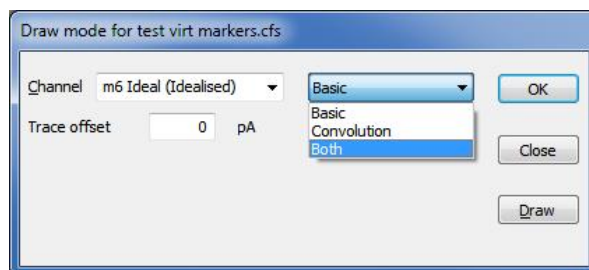 Draw mode for test virt markers.cfs
Channel m6 Ideal (Idealised) Basic OK
Basic
Trace offset 0 pA Convolution
Both
Close
Draw